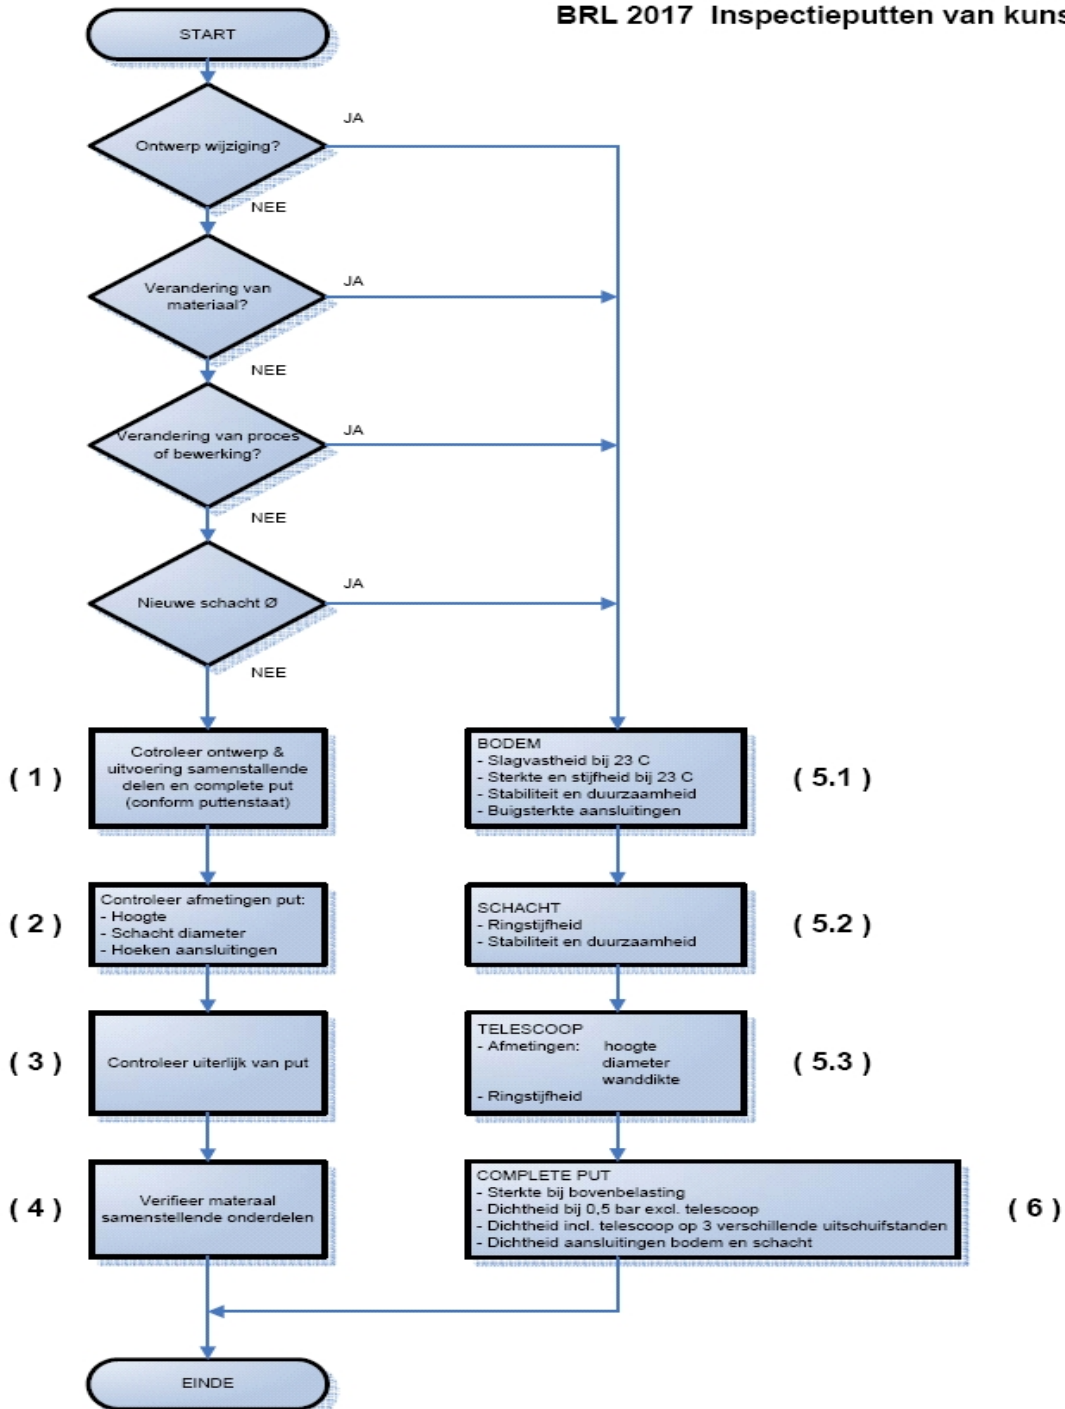 BRL 2017 Inspectieputten van kuns
START
Ontwerp wijziging?
JA
NEE
Verandering van
materiaal?
JA
NEE
Verandering van proces
of bewerking?
JA
NEE
Nieuwe schacht Ø
JA
NEE
( 1 )
Cotroleer ontwerp &
uitvoering samenstallende
delen en complete put
(conform puttenstaat)
BODEM
- Slagvastheid bij 23 C
- Sterkte en stijfheid bij 23 C
- Stabiliteit en duurzaamheid
- Buigsterkte aansluitingen
( 5.1 )
( 2 )
Controleer afmetingen put:
- Hoogte
- Schacht diameter
- Hoeken aansluitingen
SCHACHT
- Ringstijfheid
- Stabiliteit en duurzaamheid
( 5.2 )
( 3 )
Controleer uiterlijk van put
TELESCOOP
- Afmetingen: hoogte
diameter
wanddikte
- Ringstijfheid
( 5.3 )
( 4 )
Verifieer materaal
samenstellende onderdelen
COMPLETE PUT
- Sterkte bij bovenbelasting
- Dichtheid bij 0,5 bar excl. telescoop
- Dichtheid incl. telescoop op 3 verschillende uitschuifstanden
- Dichtheid aansluitingen bodem en schacht
( 6 )
EINDE